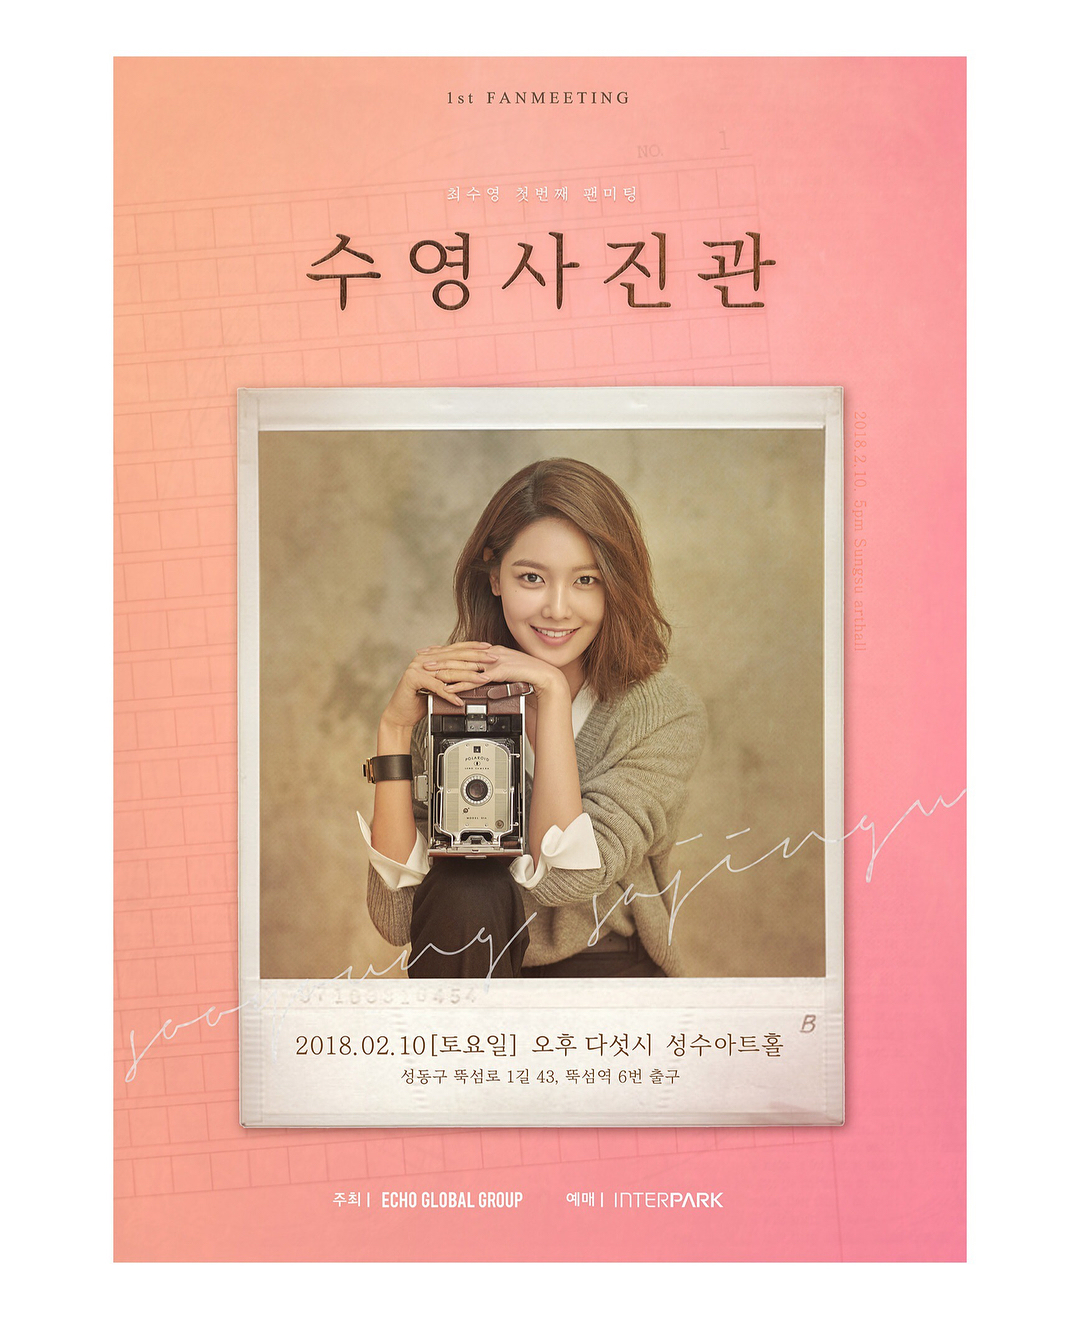 1st FANMEETING
NO. 1
최수영 첫번째 팬미팅
수영사진관
2018.2.10. 5pm Sungsu arthall
POLAROID
sooyoung sajingu
2018.02.10[토요일] 오후 다섯시 성수아트홀
B
성동구 뚝섬로 1길 43, 뚝섬역 6번 출구
주최 | ECHO GLOBAL GROUP 예매 | INTERPARK